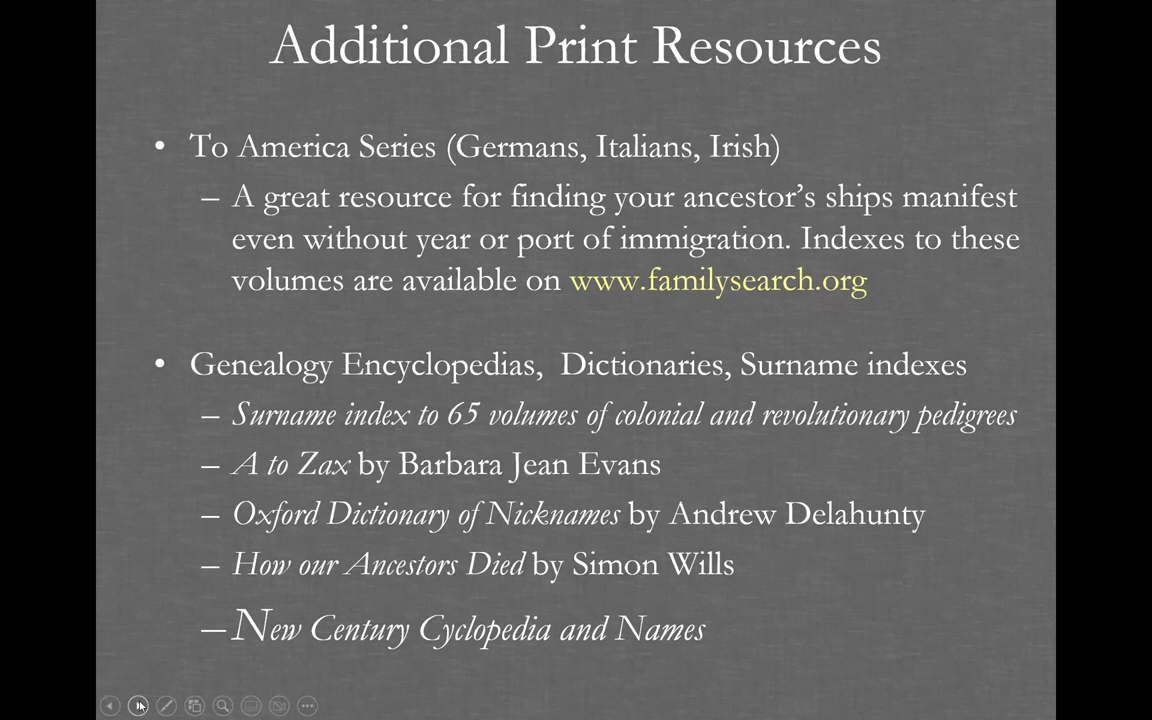 Additional Print Resources
• To America Series (Germans, Italians, Irish)
– A great resource for finding your ancestor’s ships manifest
even without year or port of immigration. Indexes to these
volumes are available on www.familysearch.org
• Genealogy Encyclopedias, Dictionaries, Surname indexes
– Surname index to 65 volumes of colonial and revolutionary pedigrees
– A to Zax by Barbara Jean Evans
– Oxford Dictionary of Nicknames by Andrew Delahunty
– How our Ancestors Died by Simon Wills
– New Century Cyclopedia and Names